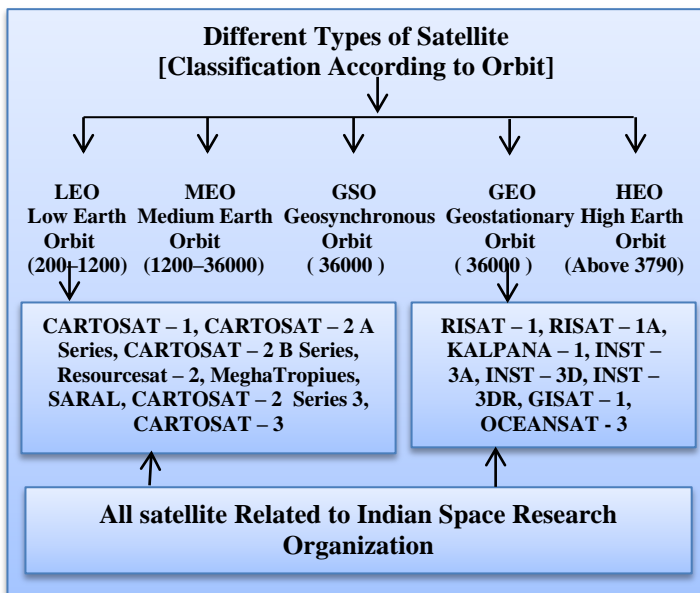 Different Types of Satellite
[Classification According to Orbit]
LEO
Low Earth
Orbit
(200–1200)
MEO
Medium Earth
Orbit
(1200–36000)
GSO
Geosynchronous
Orbit
( 36000 )
GEO
Geostationary
Orbit
( 36000 )
HEO
High Earth
Orbit
(Above 3790)
CARTOSAT – 1, CARTOSAT – 2 A
Series, CARTOSAT – 2 B Series,
Resourcesat – 2, MeghaTropiues,
SARAL, CARTOSAT – 2 Series 3,
CARTOSAT – 3
RISAT – 1, RISAT – 1A,
KALPANA – 1, INST –
3A, INST – 3D, INST –
3DR, GISAT – 1,
OCEANSAT - 3
All satellite Related to Indian Space Research
Organization